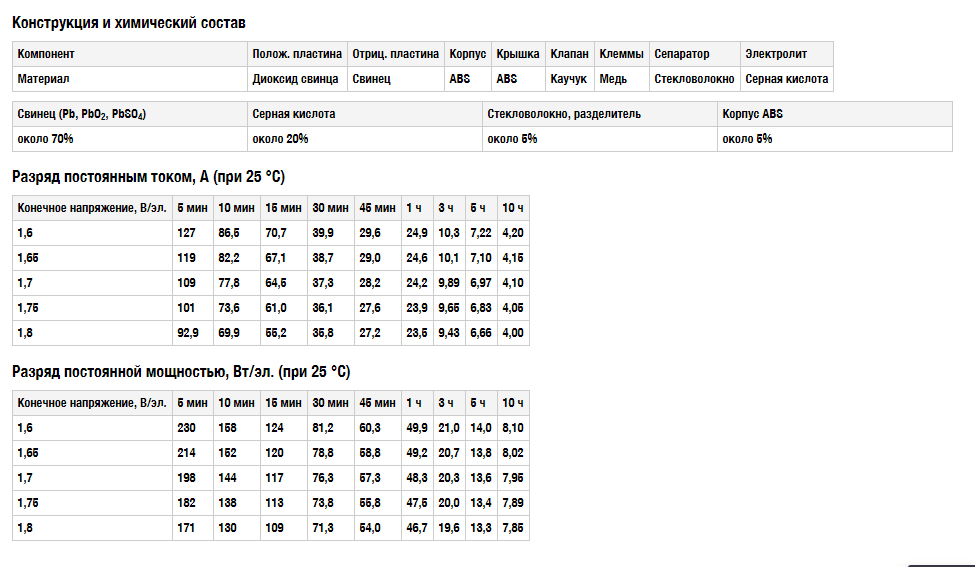 Конструкция и химический состав
Компонент Полож. пластина Отриц. пластина Корпус Крышка Клапан Клеммы Сепаратор Электролит
Материал Диоксид свинца Свинец ABS ABS Каучук Медь Стекловолокно Серная кислота
Свинец (Pb, PbO₂, PbSO₄) Серная кислота Стекловолокно, разделитель Корпус ABS
около 70% около 20% около 5% около 5%
Разряд постоянным током, А (при 25 °C)
Конечное напряжение, В/эл. 5 мин 10 мин 15 мин 30 мин 45 мин 1 ч 3 ч 5 ч 10 ч
1,6 127 86,5 70,7 39,9 29,6 24,9 10,3 7,22 4,20
1,65 119 82,2 67,1 38,7 29,0 24,6 10,1 7,10 4,15
1,7 109 77,8 64,5 37,3 28,2 24,2 9,89 6,97 4,10
1,75 101 73,6 61,0 36,1 27,6 23,9 9,65 6,83 4,05
1,8 92,9 69,9 55,2 35,8 27,2 23,5 9,43 6,66 4,00
Разряд постоянной мощностью, Вт/эл. (при 25 °C)
Конечное напряжение, В/эл. 5 мин 10 мин 15 мин 30 мин 45 мин 1 ч 3 ч 5 ч 10 ч
1,6 230 158 124 81,2 60,3 49,9 21,0 14,0 8,10
1,65 214 152 120 78,8 58,8 49,2 20,7 13,8 8,02
1,7 198 144 117 76,3 57,3 48,3 20,3 13,6 7,95
1,75 182 138 113 73,8 55,8 47,5 20,0 13,4 7,89
1,8 171 130 109 71,3 54,0 46,7 19,6 13,3 7,85